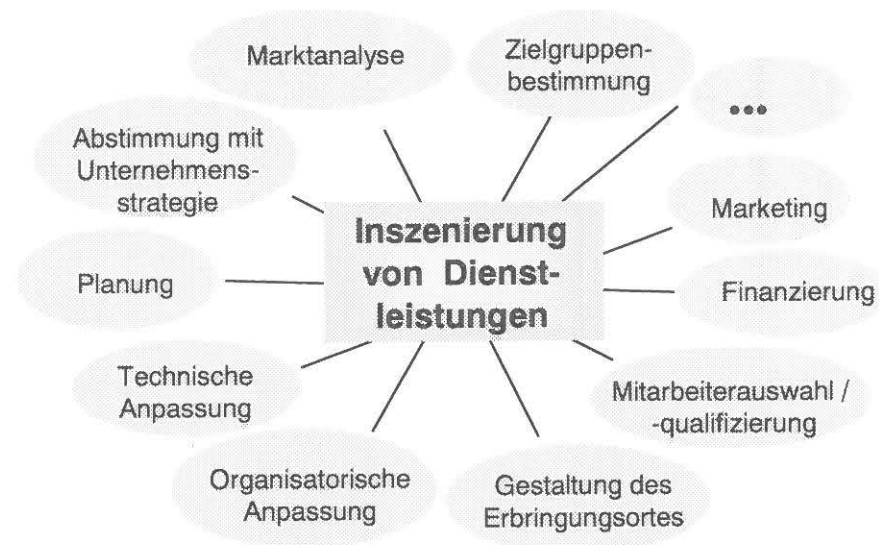 Marktanalyse
Zielgruppen-
bestimmung
•••
Abstimmung mit
Unternehmens-
strategie
Marketing
Inszenierung
von Dienst-
leistungen
Planung
Finanzierung
Technische
Anpassung
Mitarbeiterauswahl /
-qualifizierung
Organisatorische
Anpassung
Gestaltung des
Erbringungsortes